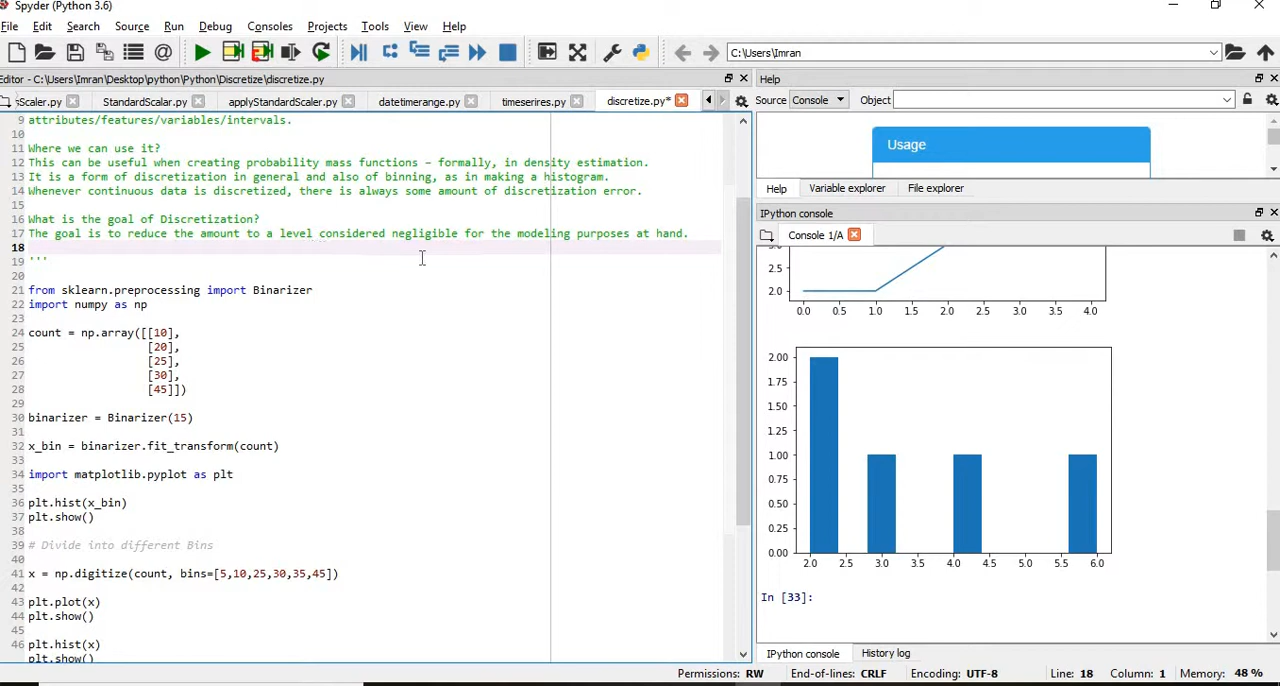 Spyder (Python 3.6)
File Edit Search Source Run Debug Consoles Projects Tools View Help
C:\Users\Imran
Editor - C:\Users\Imran\Desktop\python\Python\Discretize\discretize.py
Help
Scaler.py StandardScalar.py applyStandardScaler.py datetimerange.py timeserires.py discretize.py*
Source Console Object
Usage
Help Variable explorer File explorer
IPython console
Console 1/A
9 attributes/features/variables/intervals.
10
11 Where we can use it?
12 This can be useful when creating probability mass functions – formally, in density estimation.
13 It is a form of discretization in general and also of binning, as in making a histogram.
14 Whenever continuous data is discretized, there is always some amount of discretization error.
15
16 What is the goal of Discretization?
17 The goal is to reduce the amount to a level considered negligible for the modeling purposes at hand.
18
19 '''
20
21 from sklearn.preprocessing import Binarizer
22 import numpy as np
23
24 count = np.array([[10],
25 [20],
26 [25],
27 [30],
28 [45]])
29
30 binarizer = Binarizer(15)
31
32 x_bin = binarizer.fit_transform(count)
33
34 import matplotlib.pyplot as plt
35
36 plt.hist(x_bin)
37 plt.show()
38
39 # Divide into different Bins
40
41 x = np.digitize(count, bins=[5,10,25,30,35,45])
42
43 plt.plot(x)
44 plt.show()
45
46 plt.hist(x)
plt.show()
2.5
2.0
0.0 0.5 1.0 1.5 2.0 2.5 3.0 3.5 4.0
2.00
1.75
1.50
1.25
1.00
0.75
0.50
0.25
0.00
2.0 2.5 3.0 3.5 4.0 4.5 5.0 5.5 6.0
In [33]:
IPython console History log
Permissions: RW End-of-lines: CRLF Encoding: UTF-8 Line: 18 Column: 1 Memory: 48 %